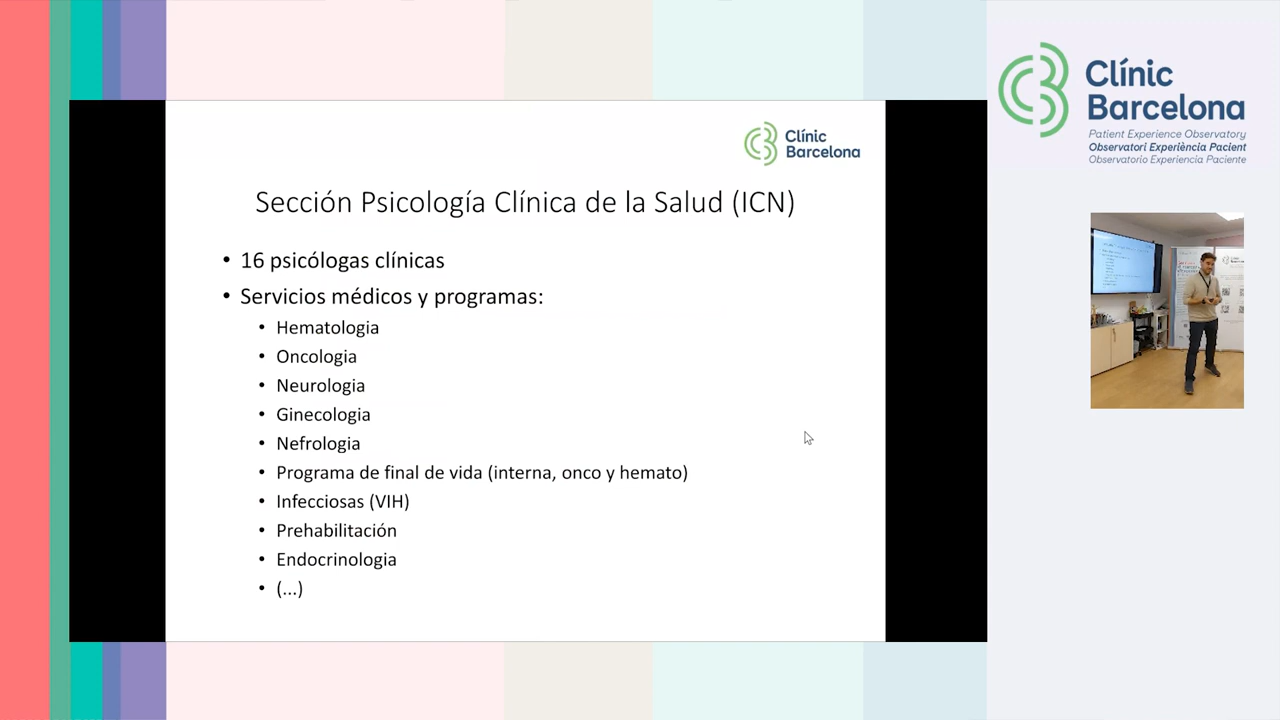 Clínic
Barcelona
Sección Psicología Clínica de la Salud (ICN)
• 16 psicólogas clínicas
• Servicios médicos y programas:
• Hematologia
• Oncologia
• Neurologia
• Ginecologia
• Nefrologia
• Programa de final de vida (interna, onco y hemato)
• Infecciosas (VIH)
• Prehabilitación
• Endocrinologia
• (...)
Clínic
Barcelona
Patient Experience Observatory
Observatori Experiència Pacient
Observatorio Experiencia Paciente